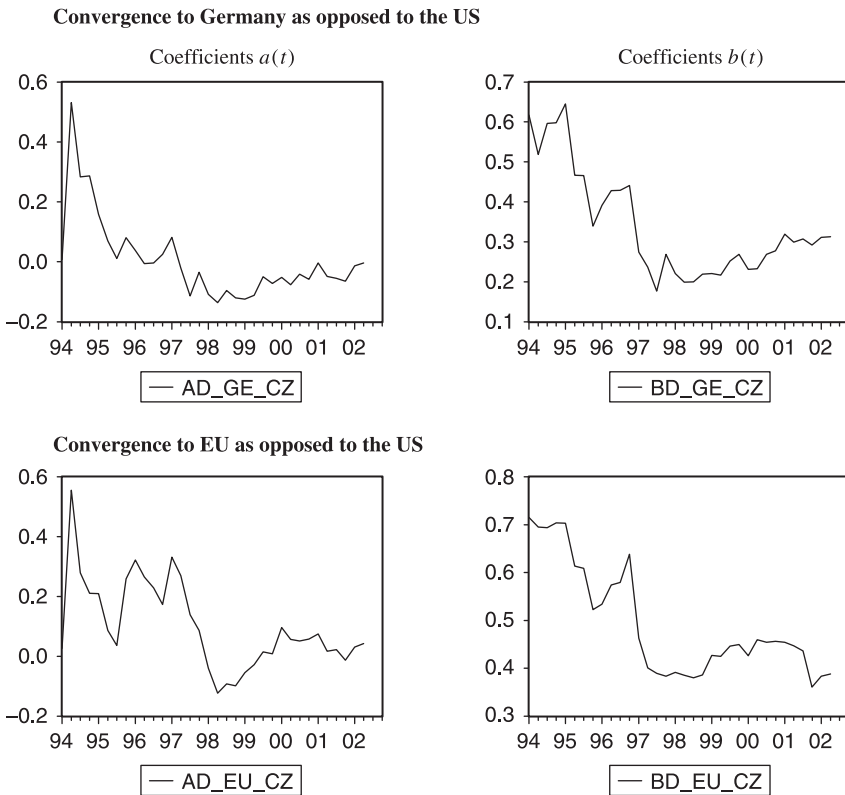 Convergence to Germany as opposed to the US
Coefficients a(t)
Coefficients b(t)
0.6
0.4
0.2
0.0
−0.2
94 95 96 97 98 99 00 01 02
AD_GE_CZ
0.7
0.6
0.5
0.4
0.3
0.2
0.1
94 95 96 97 98 99 00 01 02
BD_GE_CZ
Convergence to EU as opposed to the US
0.6
0.4
0.2
0.0
−0.2
94 95 96 97 98 99 00 01 02
AD_EU_CZ
0.8
0.7
0.6
0.5
0.4
0.3
94 95 96 97 98 99 00 01 02
BD_EU_CZ